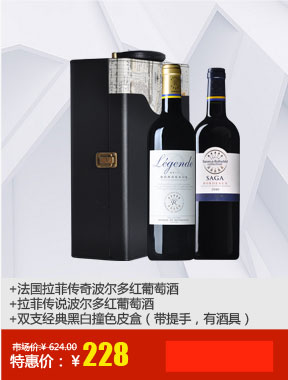 Légende
BORDEAUX
SAGA
BORDEAUX
+法国拉菲传奇波尔多红葡萄酒
+拉菲传说波尔多红葡萄酒
+双支经典黑白撞色皮盒（带提手，有酒具）
市场价:￥624.00
特惠价：￥228